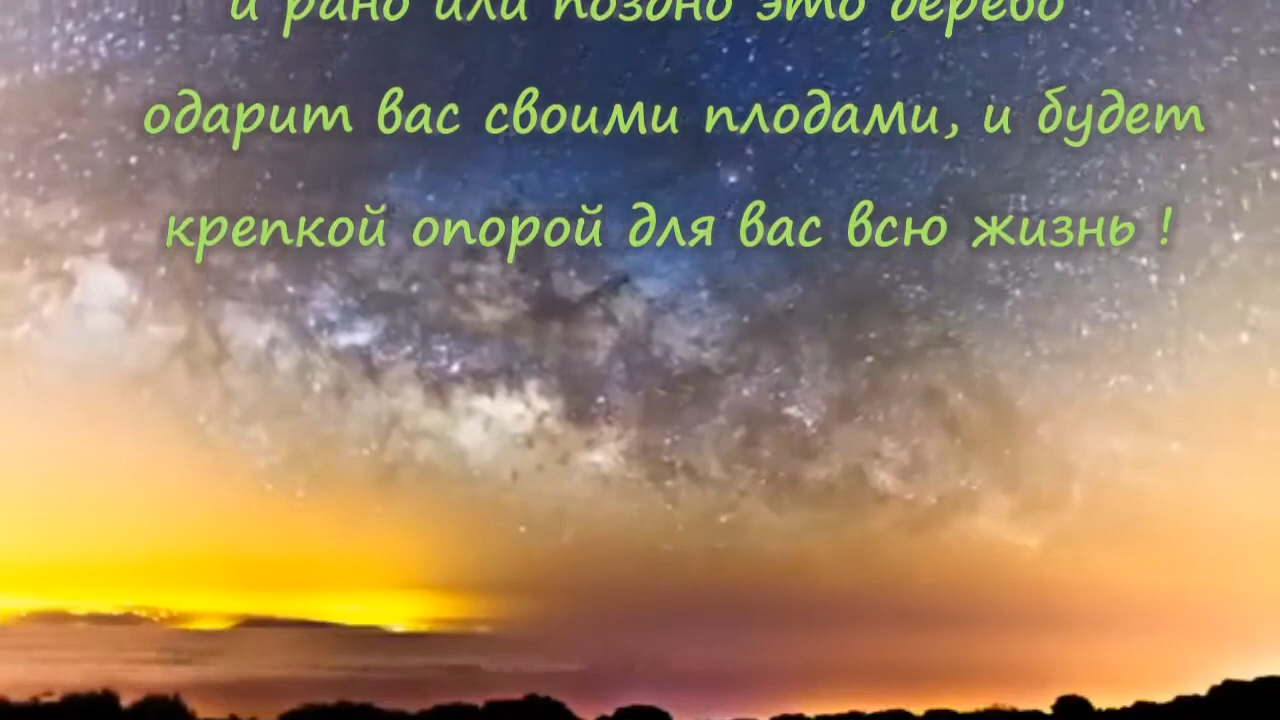 и рано или поздно это дерево
одарит вас своими плодами, и будет
крепкой опорой для вас всю жизнь !